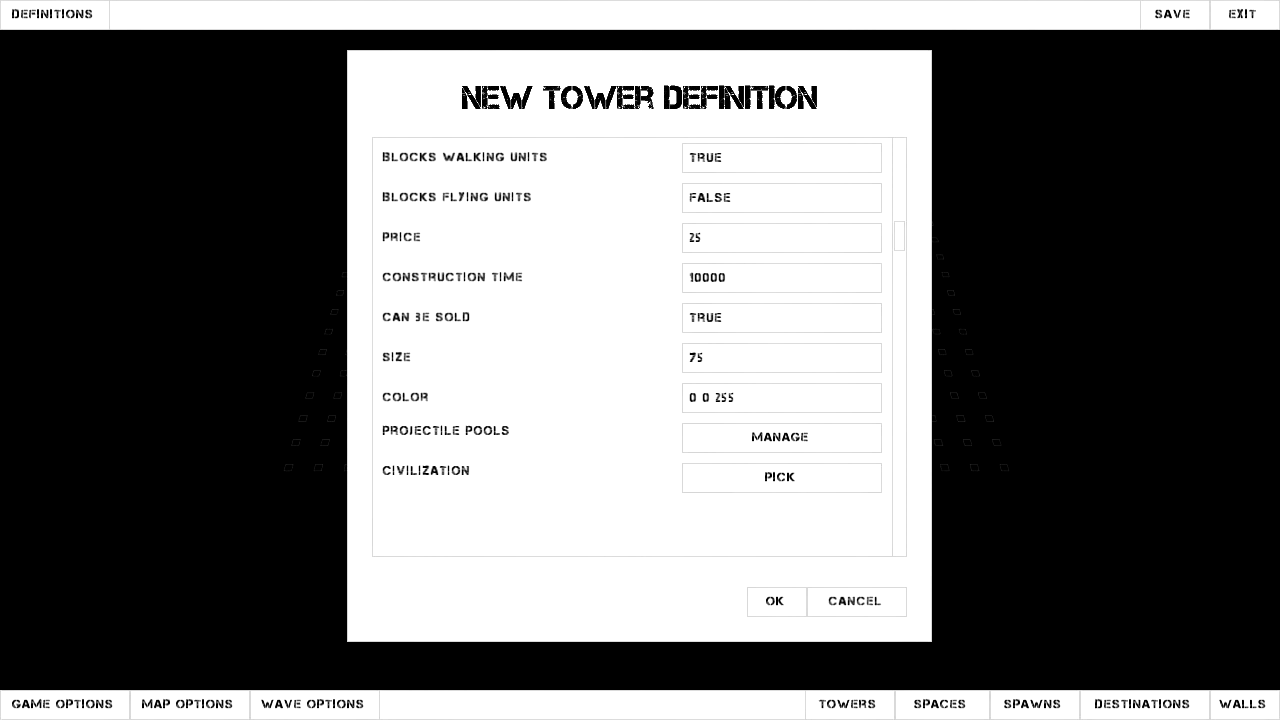 DEFINITIONS SAVE EXIT
NEW TOWER DEFINITION
BLOCKS WALKING UNITS TRUE
BLOCKS FLYING UNITS FALSE
PRICE 25
CONSTRUCTION TIME 10000
CAN BE SOLD TRUE
SIZE 75
COLOR 0 0 255
PROJECTILE POOLS MANAGE
CIVILIZATION PICK
OK CANCEL
GAME OPTIONS MAP OPTIONS WAVE OPTIONS TOWERS SPACES SPAWNS DESTINATIONS WALLS